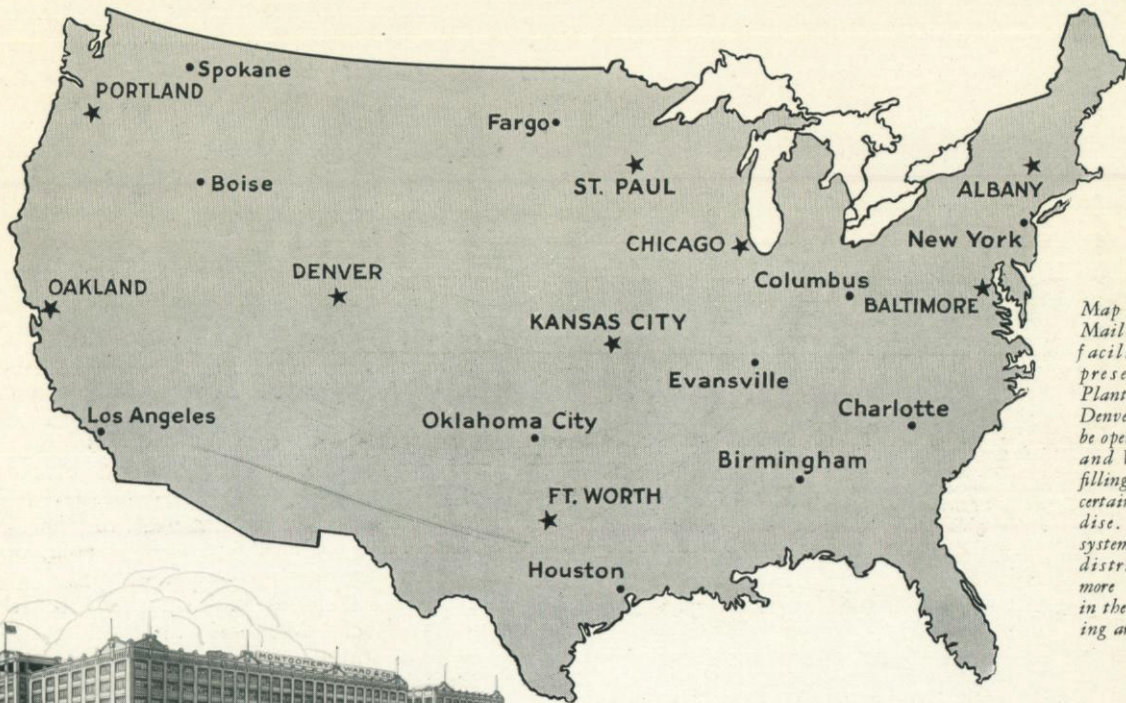 Spokane
PORTLAND
Fargo
Boise
ST. PAUL
ALBANY
New York
CHICAGO
OAKLAND
DENVER
Columbus
BALTIMORE
KANSAS CITY
Evansville
Charlotte
Los Angeles
Oklahoma City
Birmingham
FT. WORTH
Houston
Map
Mail
facil
prese
Plant
Denve
be ope
and
filling
certain
dise.
system
distr
more
in the
ing a
MONTGOMERY WARD & CO